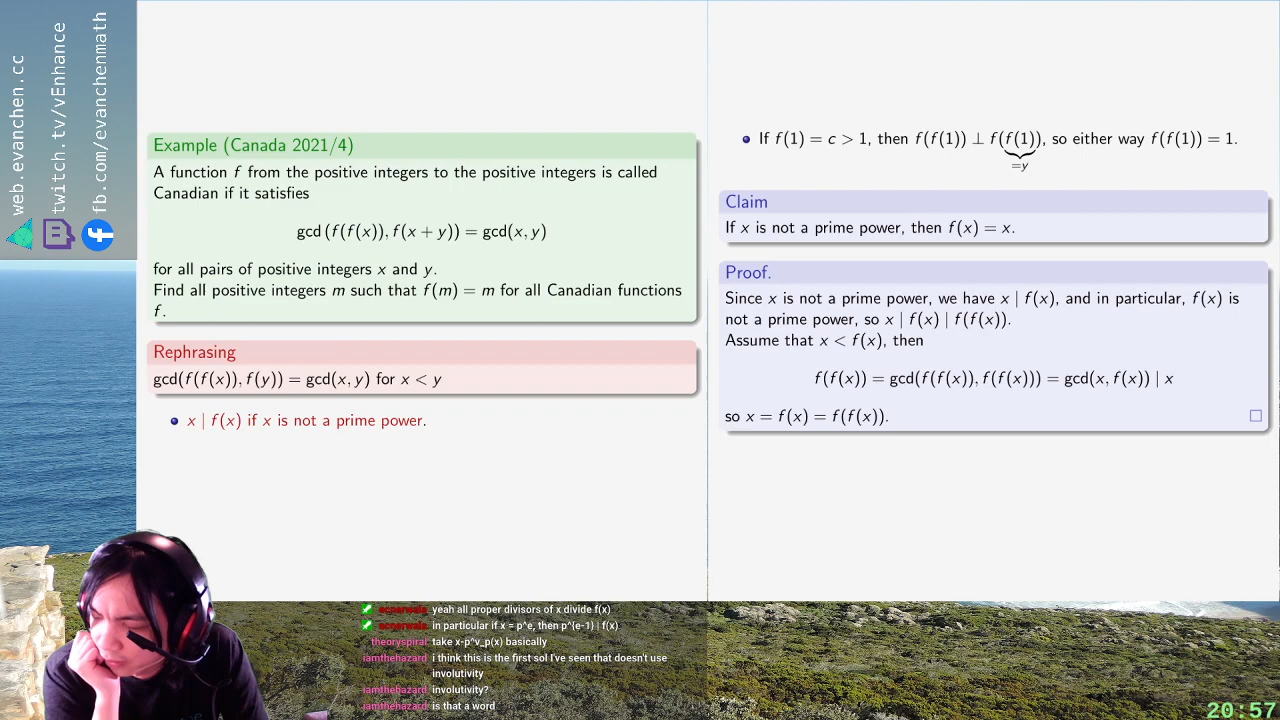 web.evanchen.cc
twitch.tv/vEnhance
fb.com/evanchenmath
Example (Canada 2021/4)
A function f from the positive integers to the positive integers is called
Canadian if it satisfies
gcd (f(f(x)), f(x + y)) = gcd(x, y)
for all pairs of positive integers x and y.
Find all positive integers m such that f(m) = m for all Canadian functions
f.
Rephrasing
gcd(f(f(x)), f(y)) = gcd(x, y) for x < y
• x | f(x) if x is not a prime power.
• If f(1) = c > 1, then f(f(1)) ⊥ f(f(1)), so either way f(f(1)) = 1.
=y
Claim
If x is not a prime power, then f(x) = x.
Proof.
Since x is not a prime power, we have x | f(x), and in particular, f(x) is
not a prime power, so x | f(x) | f(f(x)).
Assume that x < f(x), then
f(f(x)) = gcd(f(f(x)), f(f(x))) = gcd(x, f(x)) | x
so x = f(x) = f(f(x)). □
yeah all proper divisors of x divide f(x)
in particular if x = p^e, then p^(e-1) | f(x)
theoryspiral: take x-p^v_p(x) basically
iamthehazard: i think this is the first sol I've seen that doesn't use
involutivity
iamthehazard: involutivity?
iamthehazard: is that a word
20:57